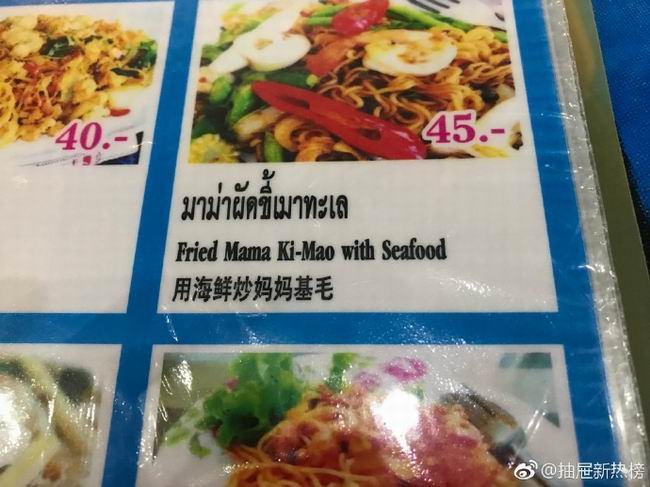 40.-
45.-
มาม่าผัดขี้เมาทะเล
Fried Mama Ki-Mao with Seafood
用海鲜炒妈妈基毛
@抽屉新热榜